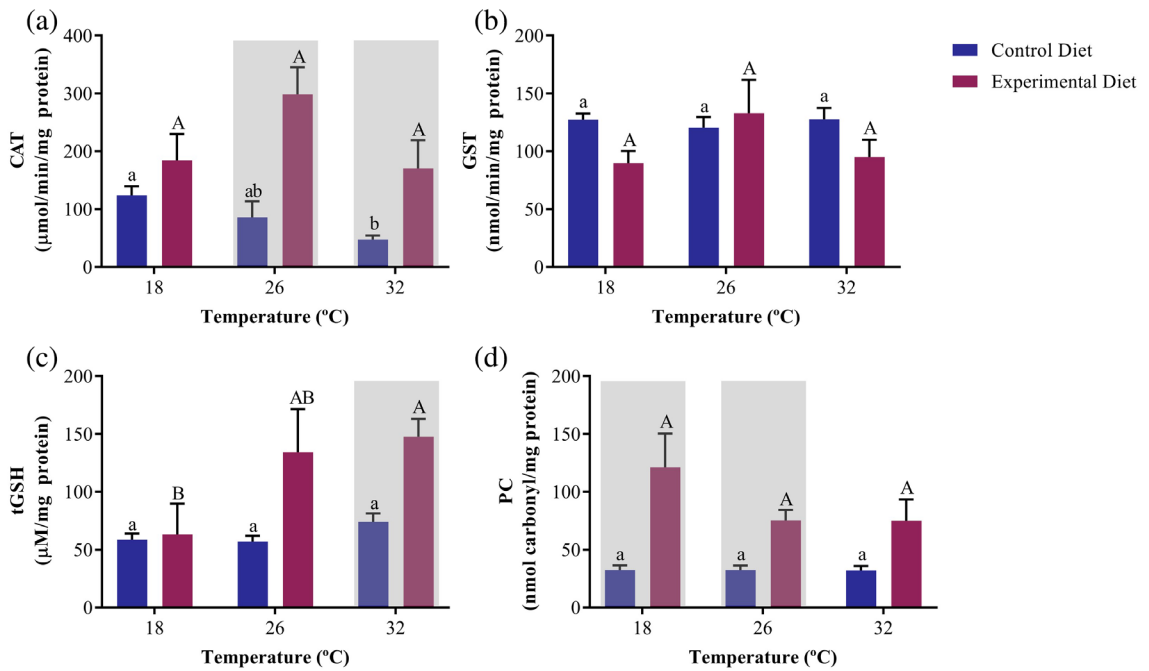 (a)
CAT
(μmol/min/mg protein)
400
300
200
100
0
a
A
ab
A
b
A
18
26
32
Temperature (ºC)
(b)
GST
(nmol/min/mg protein)
200
150
100
50
0
a
A
a
A
a
A
18
26
32
Temperature (ºC)
Control Diet
Experimental Diet
(c)
tGSH
(μM/mg protein)
200
150
100
50
0
a
B
a
AB
a
A
18
26
32
Temperature (ºC)
(d)
PC
(nmol carbonyl/mg protein)
200
150
100
50
0
a
A
a
A
a
A
18
26
32
Temperature (ºC)